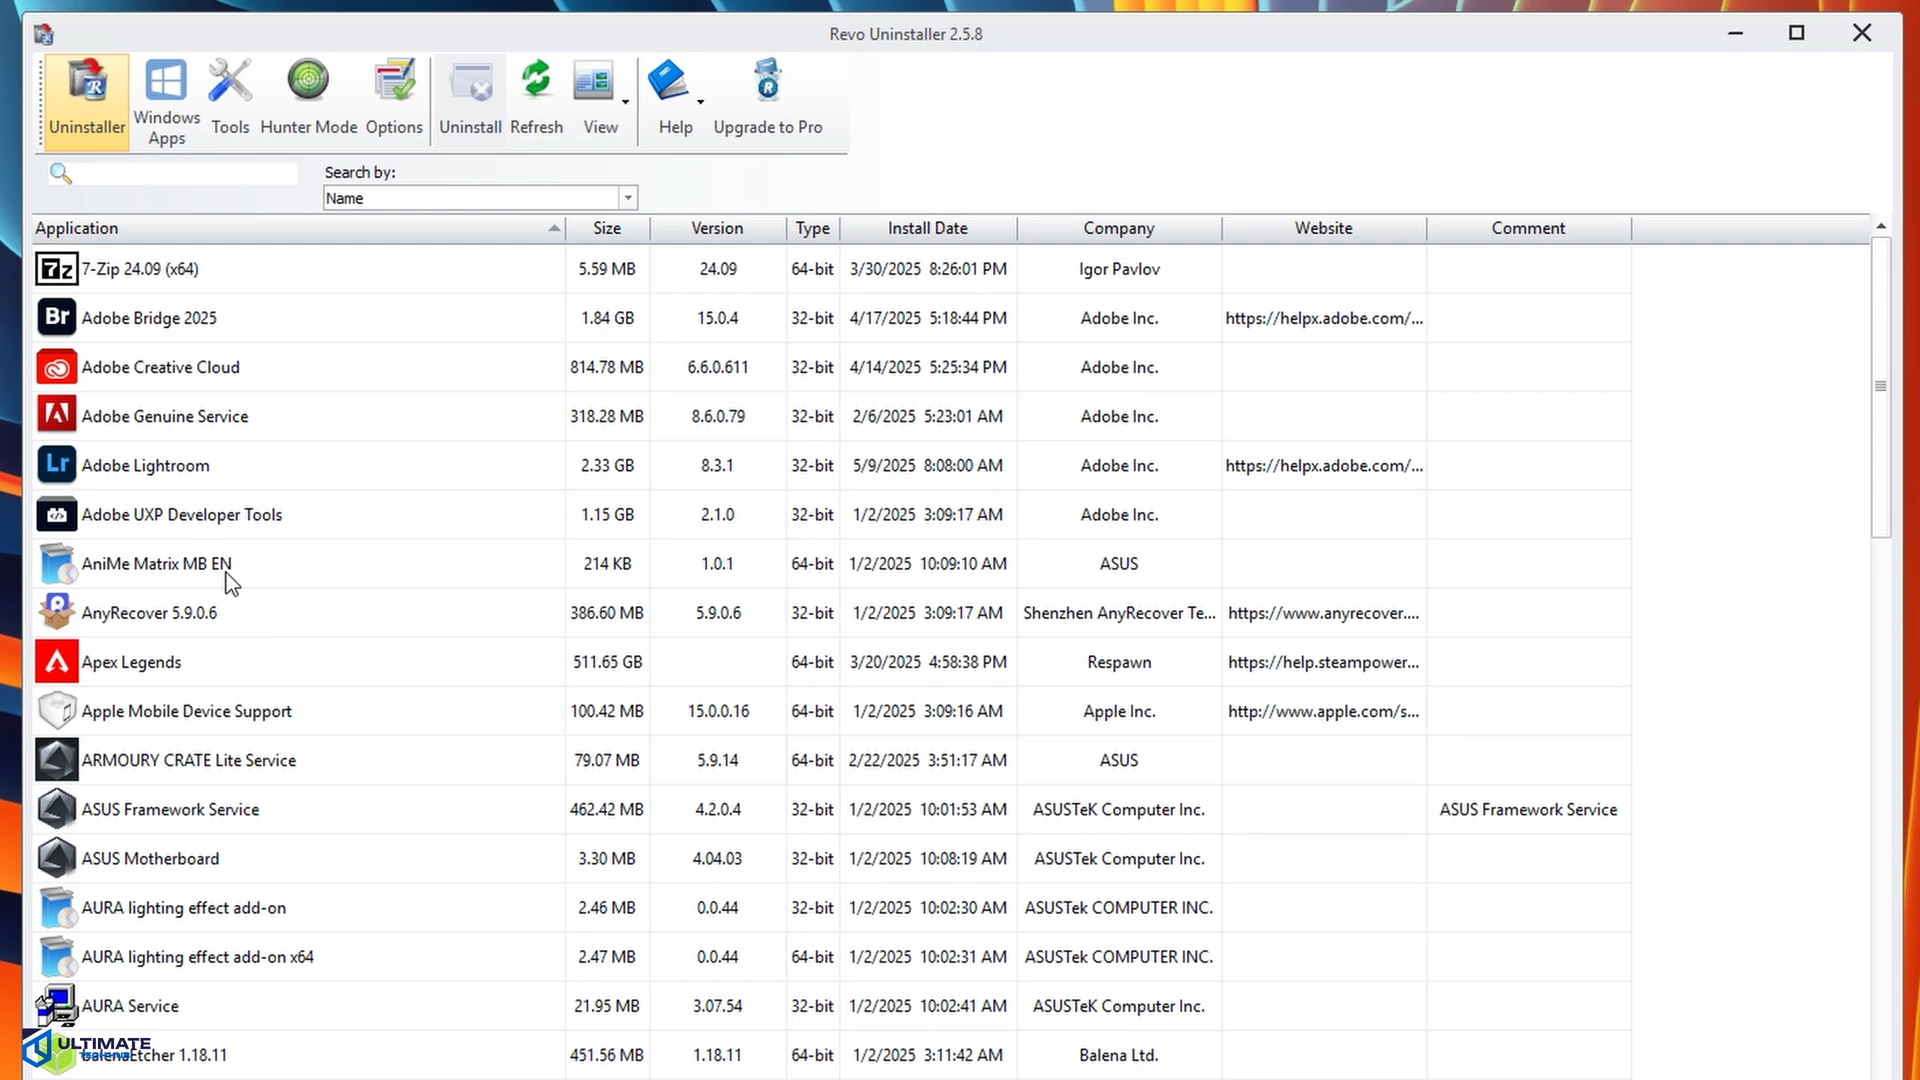 Revo Uninstaller 2.5.8
Uninstaller Windows Apps Tools Hunter Mode Options Uninstall Refresh View Help Upgrade to Pro
Search by:
Name
Application Size Version Type Install Date Company Website Comment
7z 7-Zip 24.09 (x64) 5.59 MB 24.09 64-bit 3/30/2025 8:26:01 PM Igor Pavlov
Br Adobe Bridge 2025 1.84 GB 15.0.4 32-bit 4/17/2025 5:18:44 PM Adobe Inc. https://helpx.adobe.com/...
Adobe Creative Cloud 814.78 MB 6.6.0.611 32-bit 4/14/2025 5:25:34 PM Adobe Inc.
Adobe Genuine Service 318.28 MB 8.6.0.79 32-bit 2/6/2025 5:23:01 AM Adobe Inc.
Lr Adobe Lightroom 2.33 GB 8.3.1 32-bit 5/9/2025 8:08:00 AM Adobe Inc. https://helpx.adobe.com/...
Adobe UXP Developer Tools 1.15 GB 2.1.0 32-bit 1/2/2025 3:09:17 AM Adobe Inc.
AniMe Matrix MB EN 214 KB 1.0.1 64-bit 1/2/2025 10:09:10 AM ASUS
AnyRecover 5.9.0.6 386.60 MB 5.9.0.6 32-bit 1/2/2025 3:09:17 AM Shenzhen AnyRecover Te... https://www.anyrecover....
Apex Legends 511.65 GB 64-bit 3/20/2025 4:58:38 PM Respawn https://help.steampower...
Apple Mobile Device Support 100.42 MB 15.0.0.16 64-bit 1/2/2025 3:09:16 AM Apple Inc. http://www.apple.com/s...
ARMOURY CRATE Lite Service 79.07 MB 5.9.14 64-bit 2/22/2025 3:51:17 AM ASUS
ASUS Framework Service 462.42 MB 4.2.0.4 32-bit 1/2/2025 10:01:53 AM ASUSTeK Computer Inc. ASUS Framework Service
ASUS Motherboard 3.30 MB 4.04.03 32-bit 1/2/2025 10:08:19 AM ASUSTek Computer Inc.
AURA lighting effect add-on 2.46 MB 0.0.44 32-bit 1/2/2025 10:02:30 AM ASUSTek COMPUTER INC.
AURA lighting effect add-on x64 2.47 MB 0.0.44 64-bit 1/2/2025 10:02:31 AM ASUSTek COMPUTER INC.
AURA Service 21.95 MB 3.07.54 32-bit 1/2/2025 10:02:41 AM ASUSTeK Computer Inc.
ULTIMATE
balenaEtcher 1.18.11 451.56 MB 1.18.11 64-bit 1/2/2025 3:11:42 AM Balena Ltd.